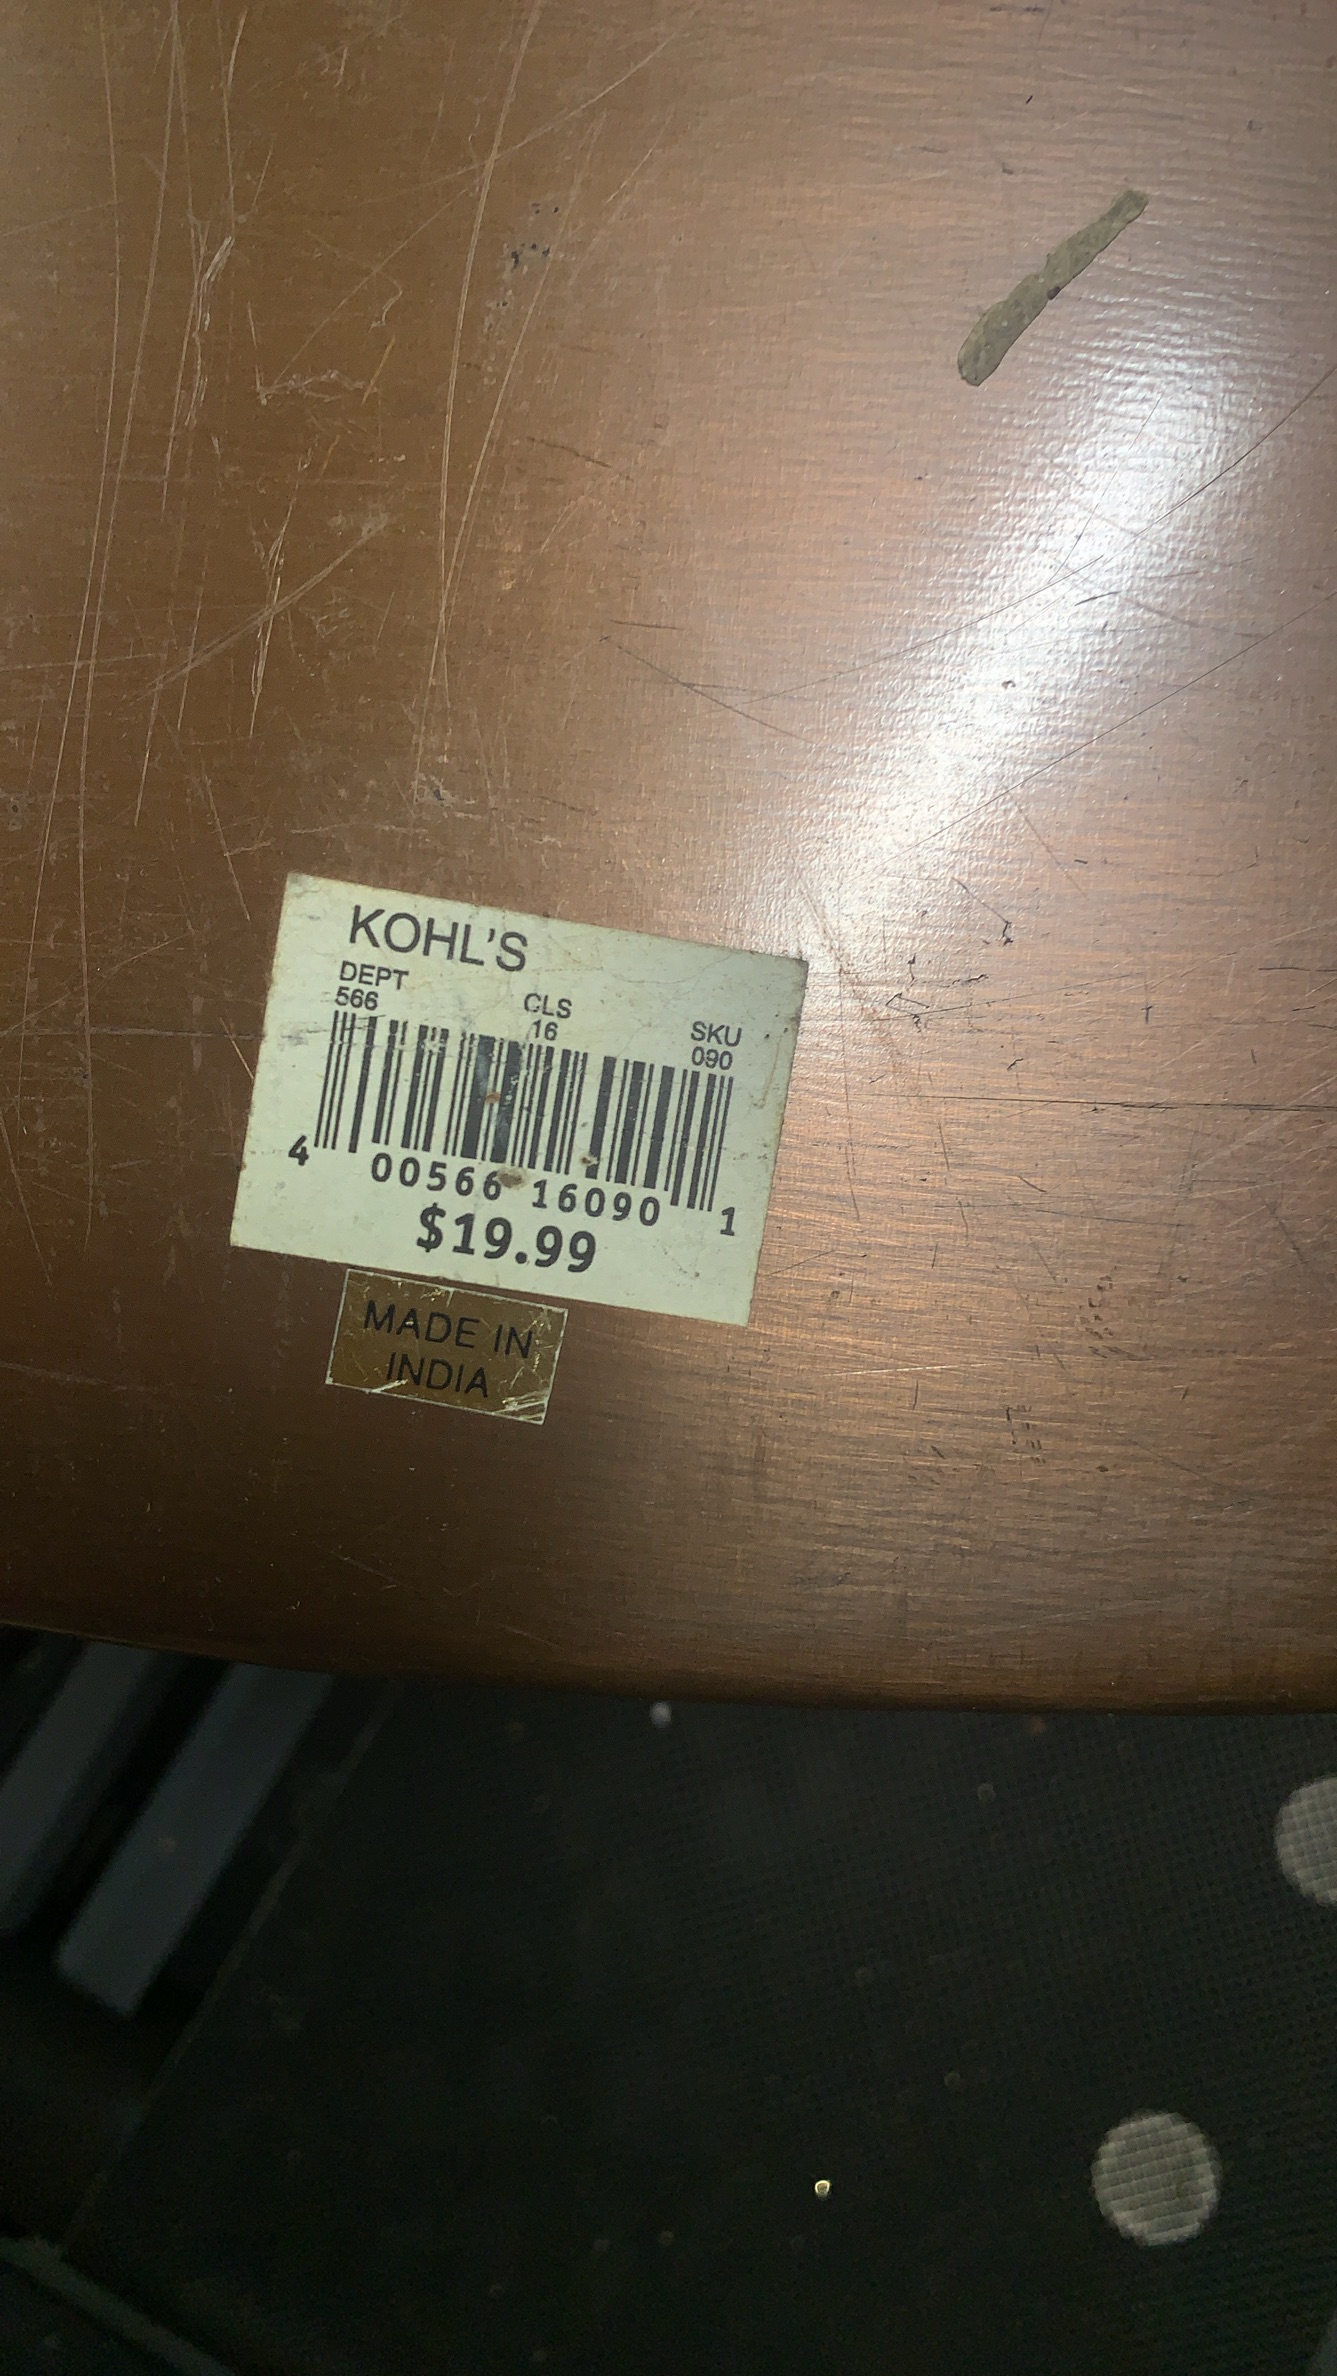 KOHL'S
DEPT CLS SKU
566 16 090
4 00566 16090 1
$19.99
MADE IN
INDIA